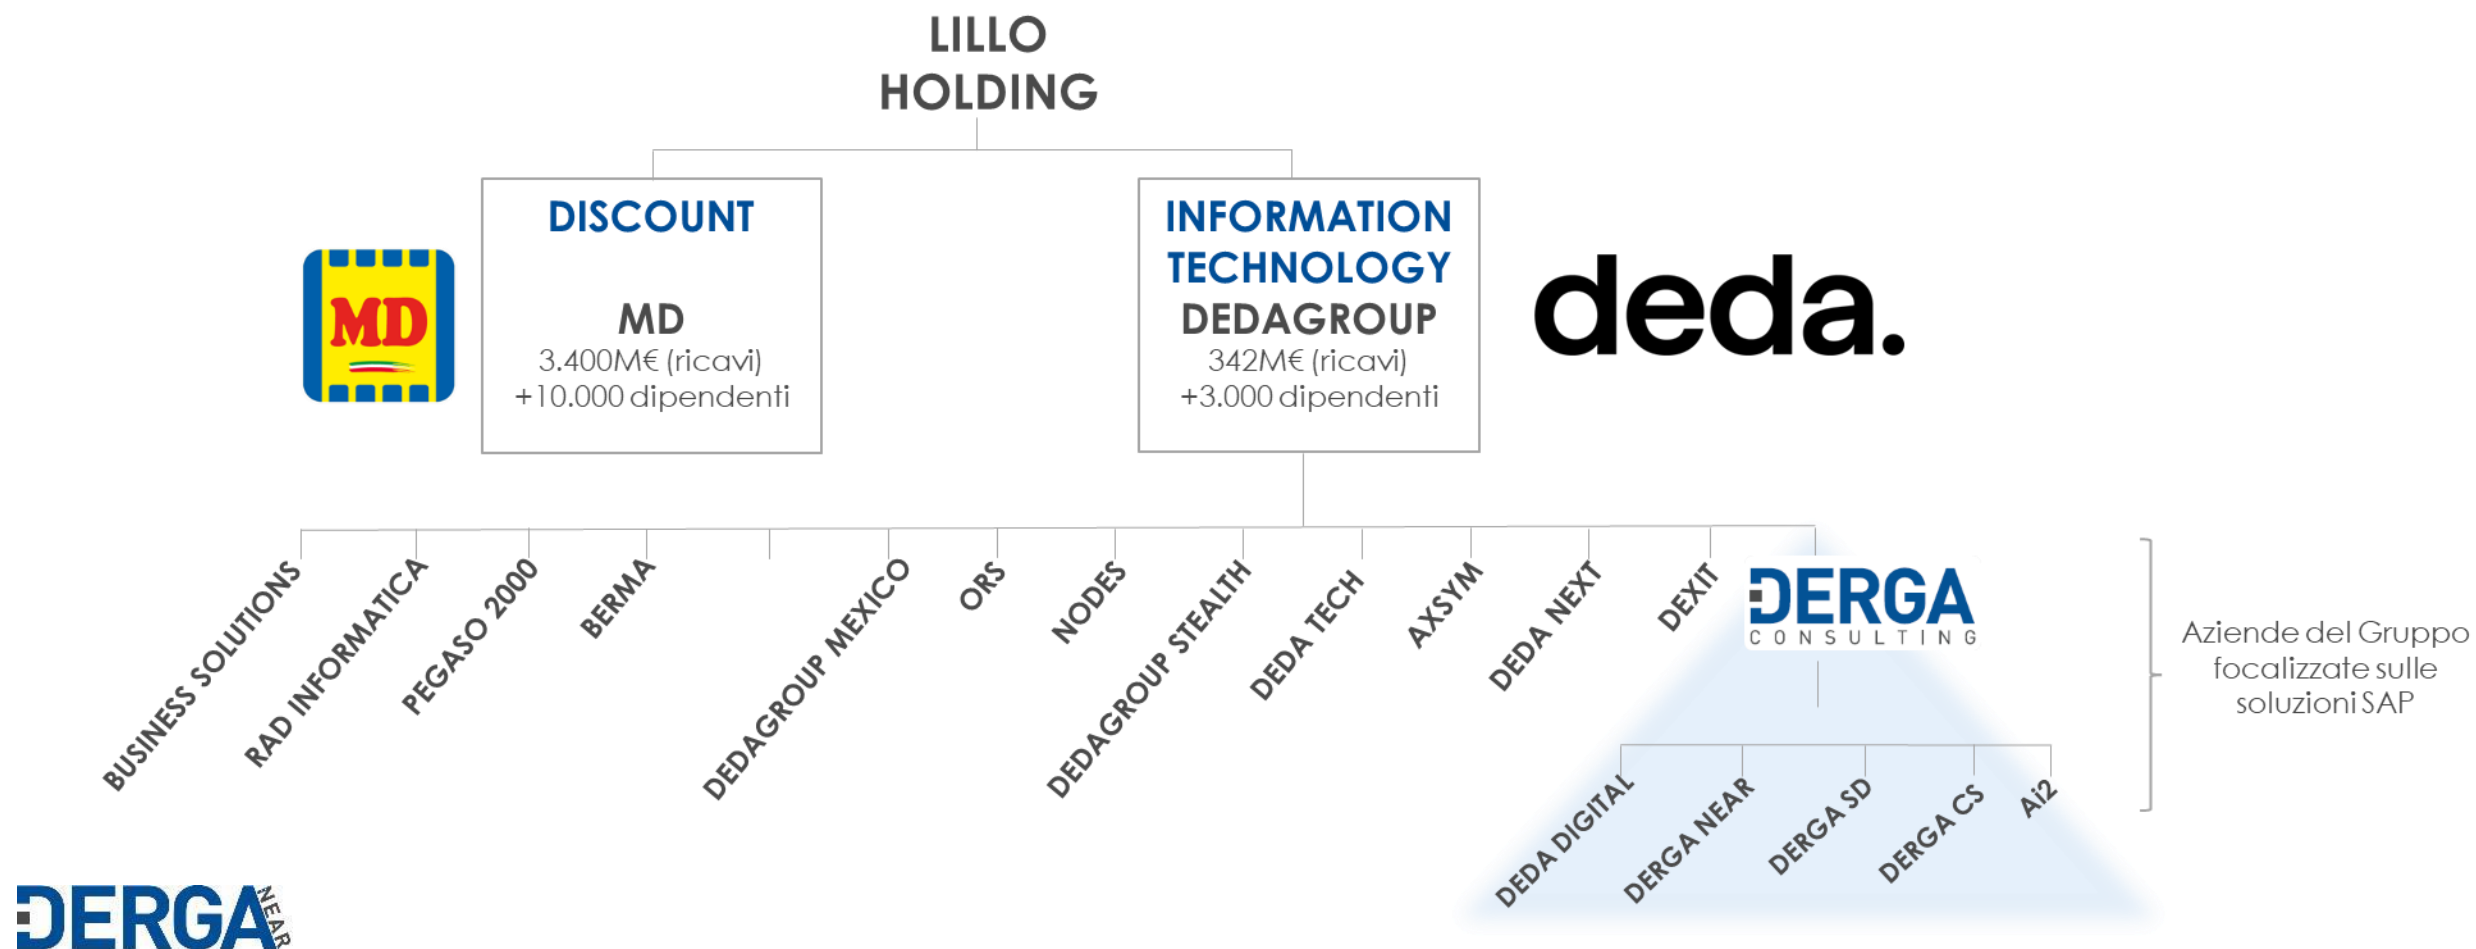 LILLO
HOLDING
DISCOUNT
MD
3.400M€ (ricavi)
+10.000 dipendenti
MD
INFORMATION
TECHNOLOGY
DEDAGROUP
342M€ (ricavi)
+3.000 dipendenti
deda.
BUSINESS SOLUTIONS
RAD INFORMATICA
PEGASO 2000
BERMA
DEDAGROUP MEXICO
ORS
NODES
DEDAGROUP STEALTH
DEDA TECH
AXSYM
DEDA NEXT
DEXIT
DERGA
CONSULTING
Aziende del Gruppo
focalizzate sulle
soluzioni SAP
DEDA DIGITAL
DERGA NEAR
DERGA SD
DERGA CS
Ai2
DERGA NEAR